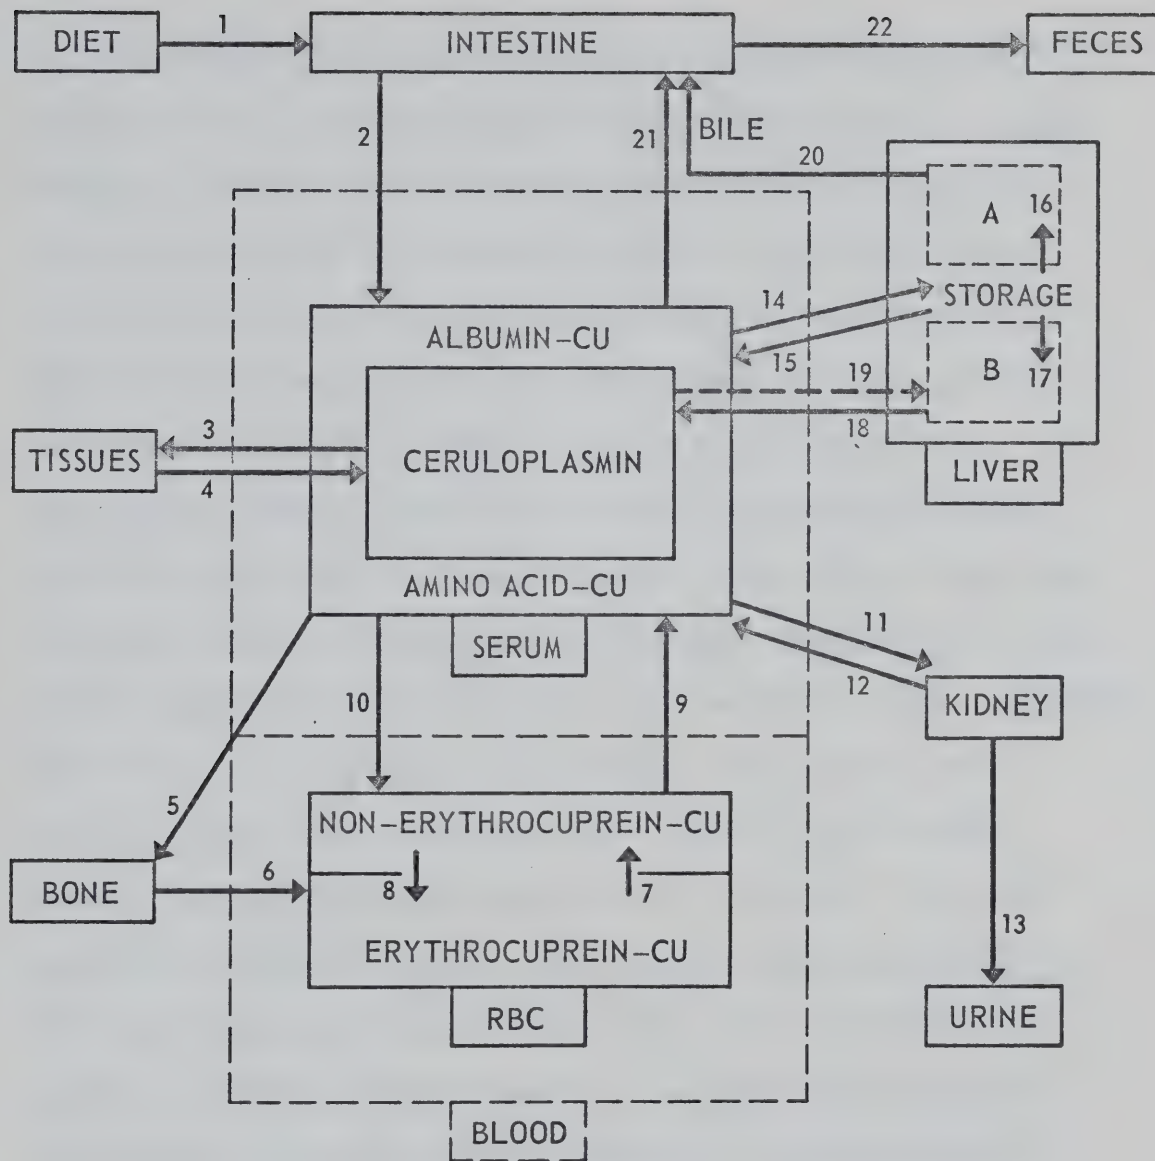 DIET
1
INTESTINE
22
FECES
2
21
BILE
20
A
16
STORAGE
14
15
B
17
19
18
LIVER
ALBUMIN-CU
CERULOPLASMIN
AMINO ACID-CU
SERUM
3
TISSUES
4
11
12
KIDNEY
10
9
5
BONE
6
NON-ERYTHROCUPREIN-CU
8
7
ERYTHROCUPREIN-CU
RBC
13
URINE
BLOOD